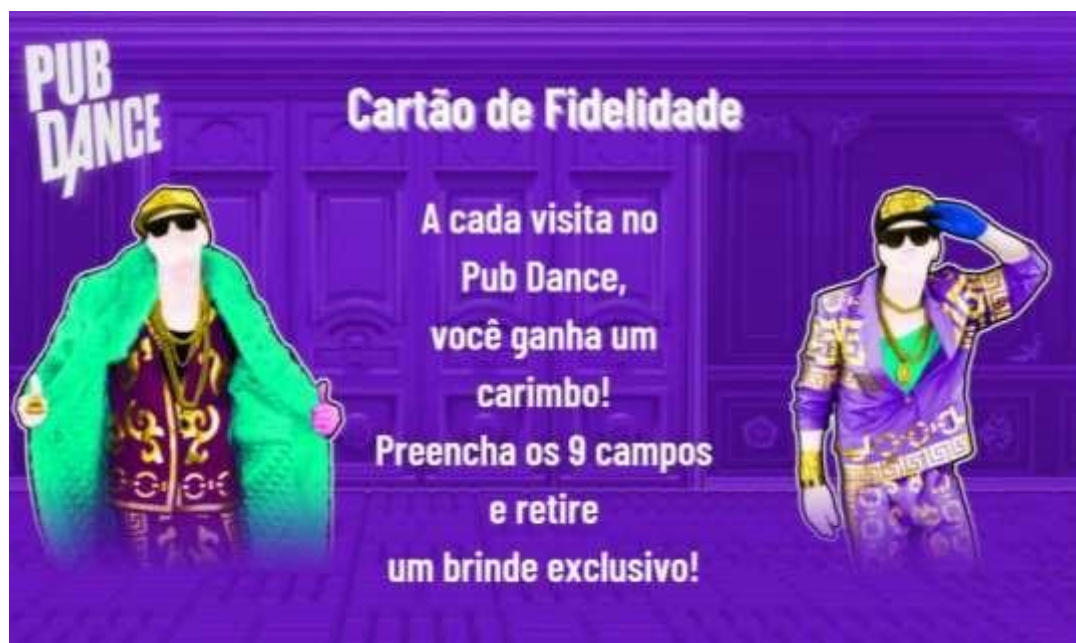 PUB
DANCE
Cartão de Fidelidade
A cada visita no
Pub Dance,
você ganha um
carimbo!
Preencha os 9 campos
e retire
um brinde exclusivo!